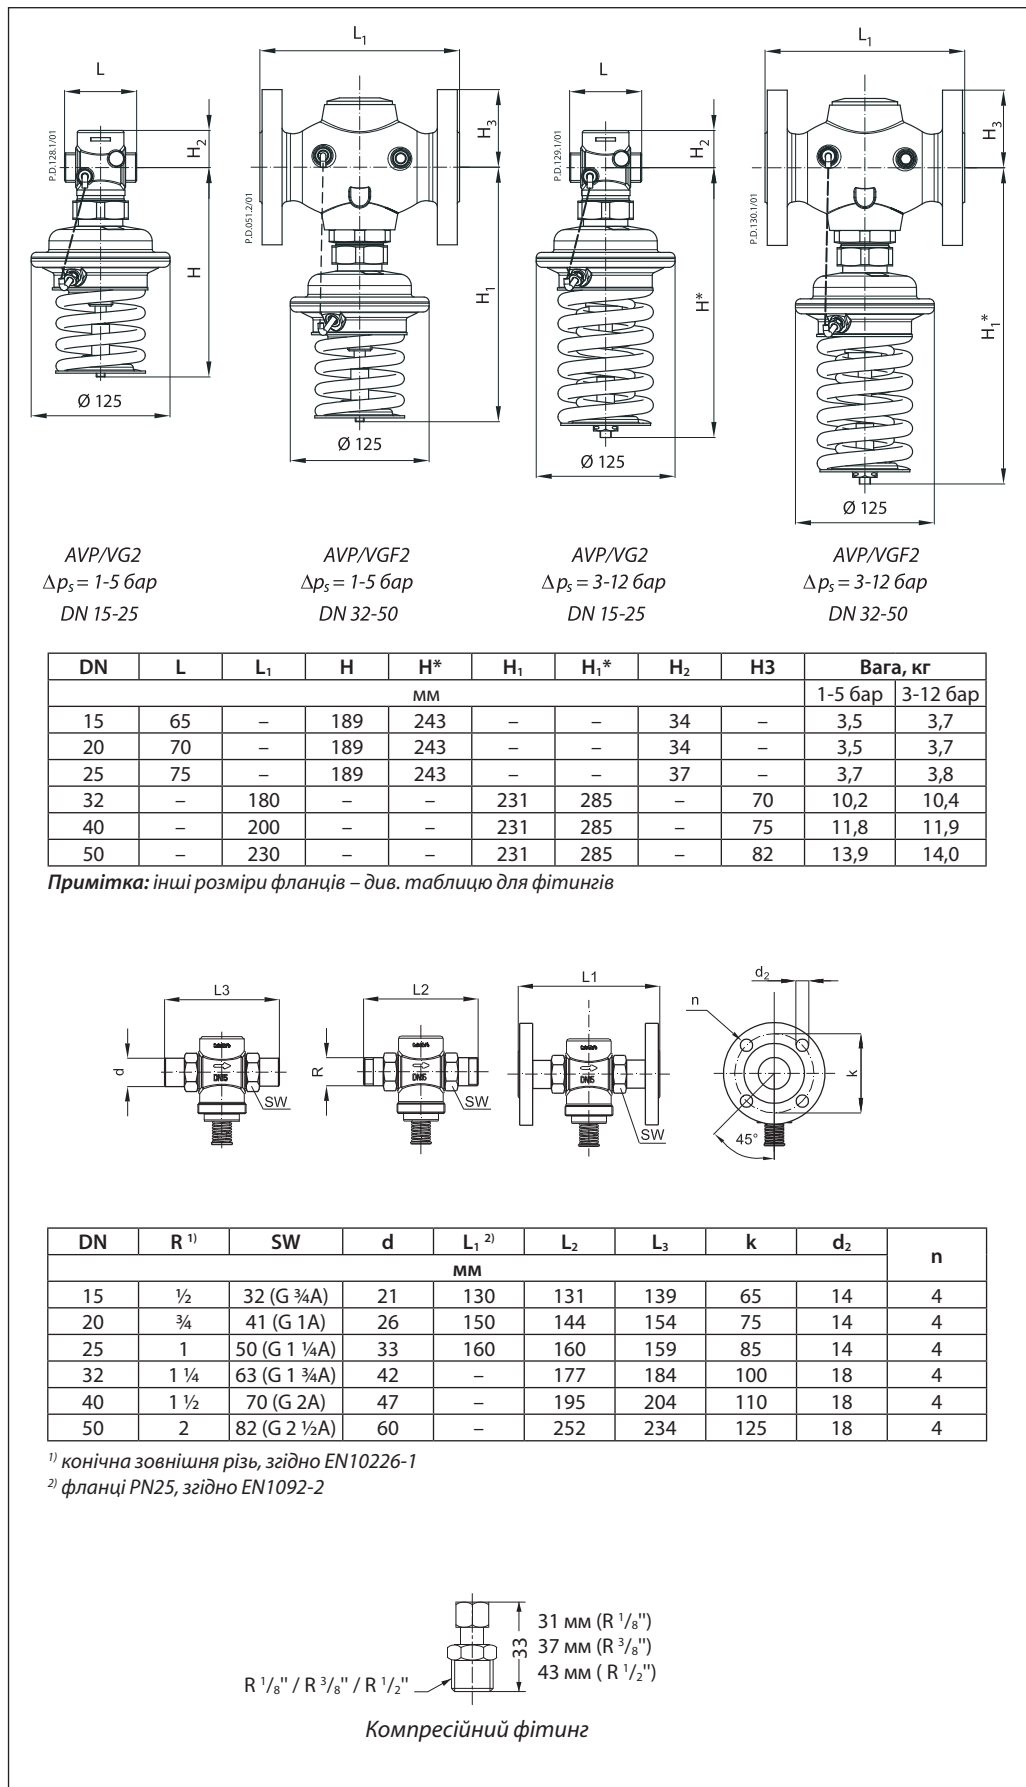 L
L₁
L
L₁
H₂
H₃
H₂
H₃
P.D.128.1/01
P.D.051.2/01
P.D.129.1/01
P.D.130.1/01
H
H₁
H*
H₁*
Ø 125
Ø 125
Ø 125
Ø 125
AVP/VG2
Δpₛ = 1-5 бар
DN 15-25
AVP/VGF2
Δpₛ = 1-5 бар
DN 32-50
AVP/VG2
Δpₛ = 3-12 бар
DN 15-25
AVP/VGF2
Δpₛ = 3-12 бар
DN 32-50
DN L L₁ H H* H₁ H₁* H₂ H3 Вага, кг
мм 1-5 бар 3-12 бар
15 65 – 189 243 – – 34 – 3,5 3,7
20 70 – 189 243 – – 34 – 3,5 3,7
25 75 – 189 243 – – 37 – 3,7 3,8
32 – 180 – – 231 285 – 70 10,2 10,4
40 – 200 – – 231 285 – 75 11,8 11,9
50 – 230 – – 231 285 – 82 13,9 14,0
Примітка: інші розміри фланців – див. таблицю для фітингів
L3
d
DN15
SW
L2
R
DN15
SW
L1
DN15
SW
d₂
n
k
45°
DN R ¹⁾ SW d L₁ ²⁾ L₂ L₃ k d₂ n
мм
15 ½ 32 (G ¾A) 21 130 131 139 65 14 4
20 ¾ 41 (G 1A) 26 150 144 154 75 14 4
25 1 50 (G 1 ¼A) 33 160 160 159 85 14 4
32 1 ¼ 63 (G 1 ¾A) 42 – 177 184 100 18 4
40 1 ½ 70 (G 2A) 47 – 195 204 110 18 4
50 2 82 (G 2 ½A) 60 – 252 234 125 18 4
¹⁾ конічна зовнішня різь, згідно EN10226-1
²⁾ фланці PN25, згідно EN1092-2
33
31 мм (R ¹/₈")
37 мм (R ³/₈")
43 мм ( R ¹/₂")
R ¹/₈" / R ³/₈" / R ¹/₂"
Компресійний фітинг